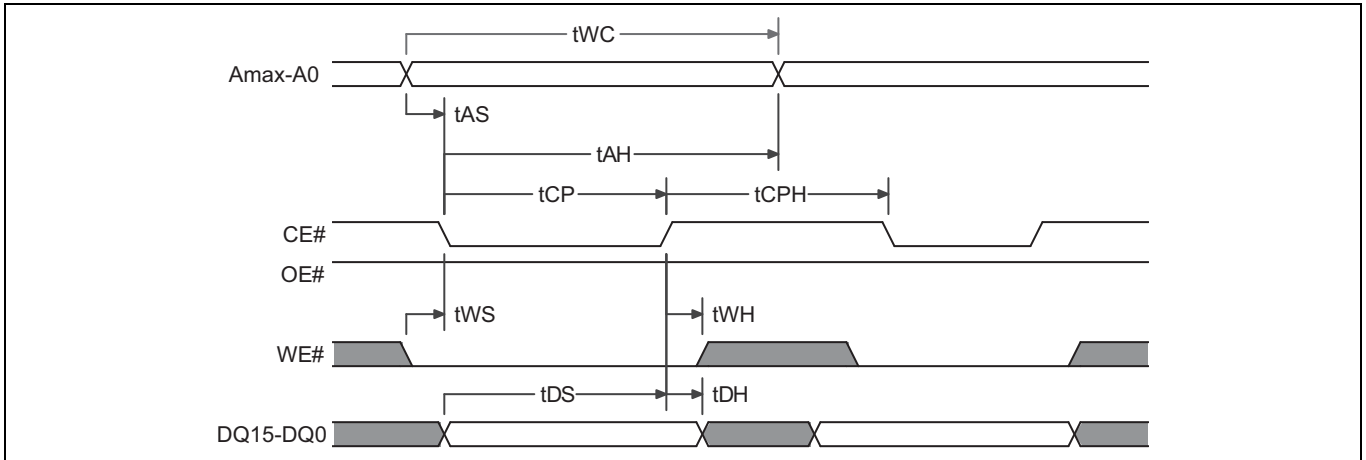 tWC
Amax-A0
tAS
tAH
tCP tCPH
CE#
OE#
tWS tWH
WE#
tDS tDH
DQ15-DQ0